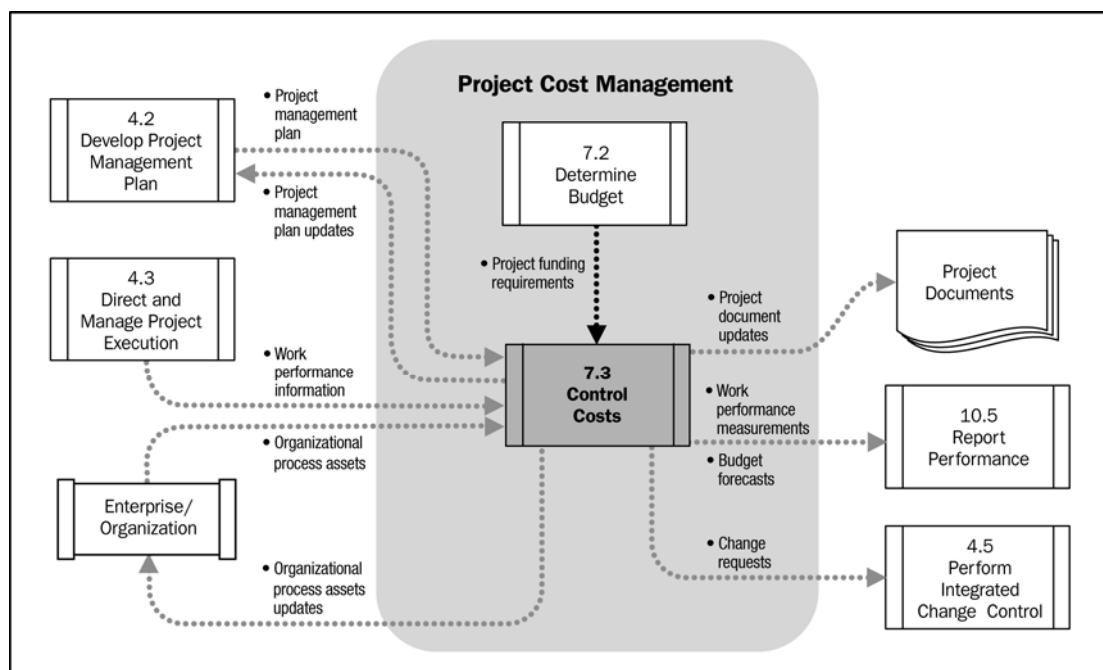 Project Cost Management
4.2
Develop Project
Management
Plan
• Project
management
plan
• Project
management
plan updates
7.2
Determine
Budget
• Project funding
requirements
4.3
Direct and
Manage Project
Execution
• Work
performance
information
• Organizational
process assets
Enterprise/
Organization
• Organizational
process assets
updates
7.3
Control
Costs
• Project
document
updates
Project
Documents
• Work
performance
measurements
• Budget
forecasts
10.5
Report
Performance
• Change
requests
4.5
Perform
Integrated
Change Control